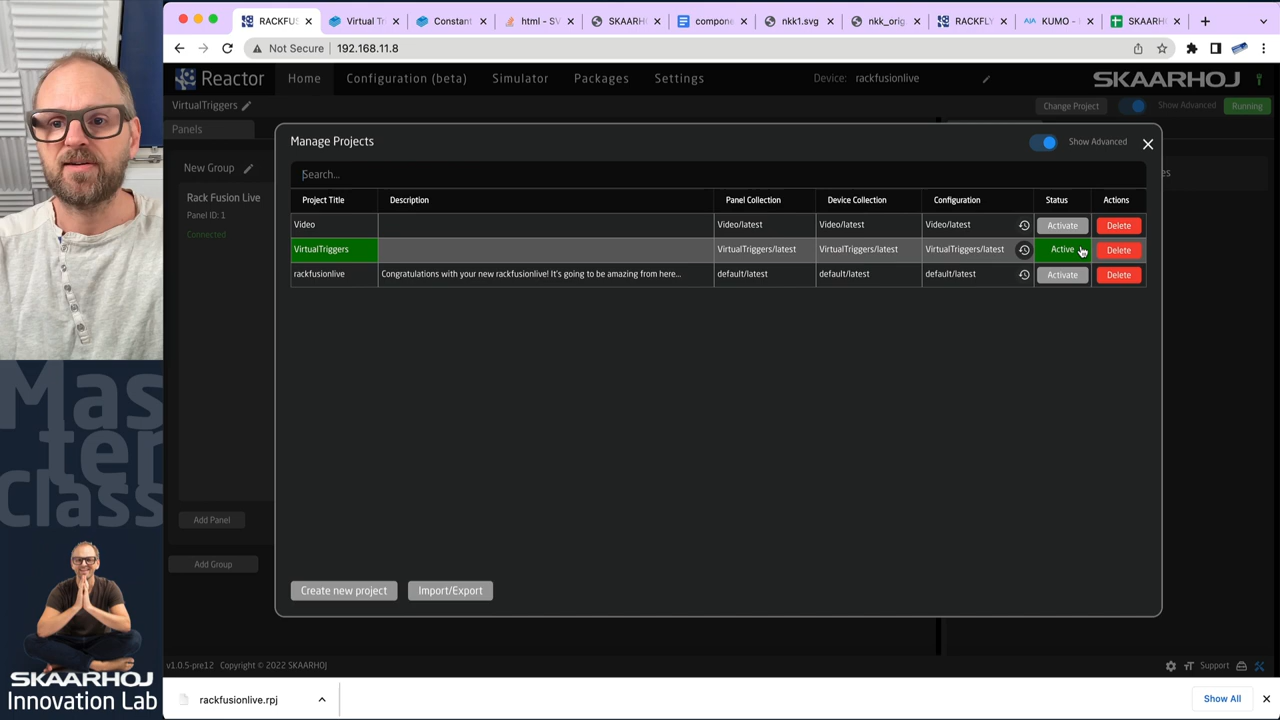 RACKFUS
Virtual Tr
Constant
html - SV
SKAARH
compone
nkk1.svg
nkk_orig
RACKFLY
KUMO -
SKAARH
Not Secure
192.168.11.8
Reactor
Home
Configuration (beta)
Simulator
Packages
Settings
Device: rackfusionlive
SKAARHOJ
VirtualTriggers
Change Project
Show Advanced
Running
Panels
Manage Projects
Show Advanced
Search...
New Group
Rack Fusion Live
Panel ID: 1
Connected
Project Title Description Panel Collection Device Collection Configuration Status Actions
Video Video/latest Video/latest Video/latest Activate Delete
VirtualTriggers VirtualTriggers/latest VirtualTriggers/latest VirtualTriggers/latest Active Delete
rackfusionlive Congratulations with your new rackfusionlive! It's going to be amazing from here... default/latest default/latest default/latest Activate Delete
Add Panel
Add Group
Create new project
Import/Export
v1.0.5-pre12 Copyright © 2022 SKAARHOJ
Support
rackfusionlive.rpj
Show All
Mas
ter
Class
SKAARHOJ
Innovation Lab